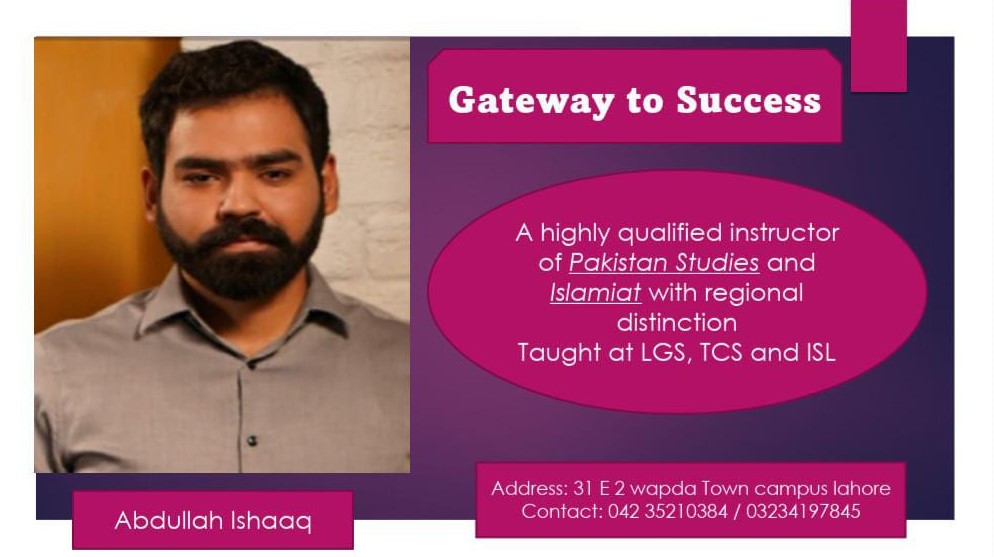 Gateway to Success
A highly qualified instructor
of Pakistan Studies and
Islamiat with regional
distinction
Taught at LGS, TCS and ISL
Address: 31 E 2 wapda Town campus lahore
Contact: 042 35210384 / 03234197845
Abdullah Ishaaq